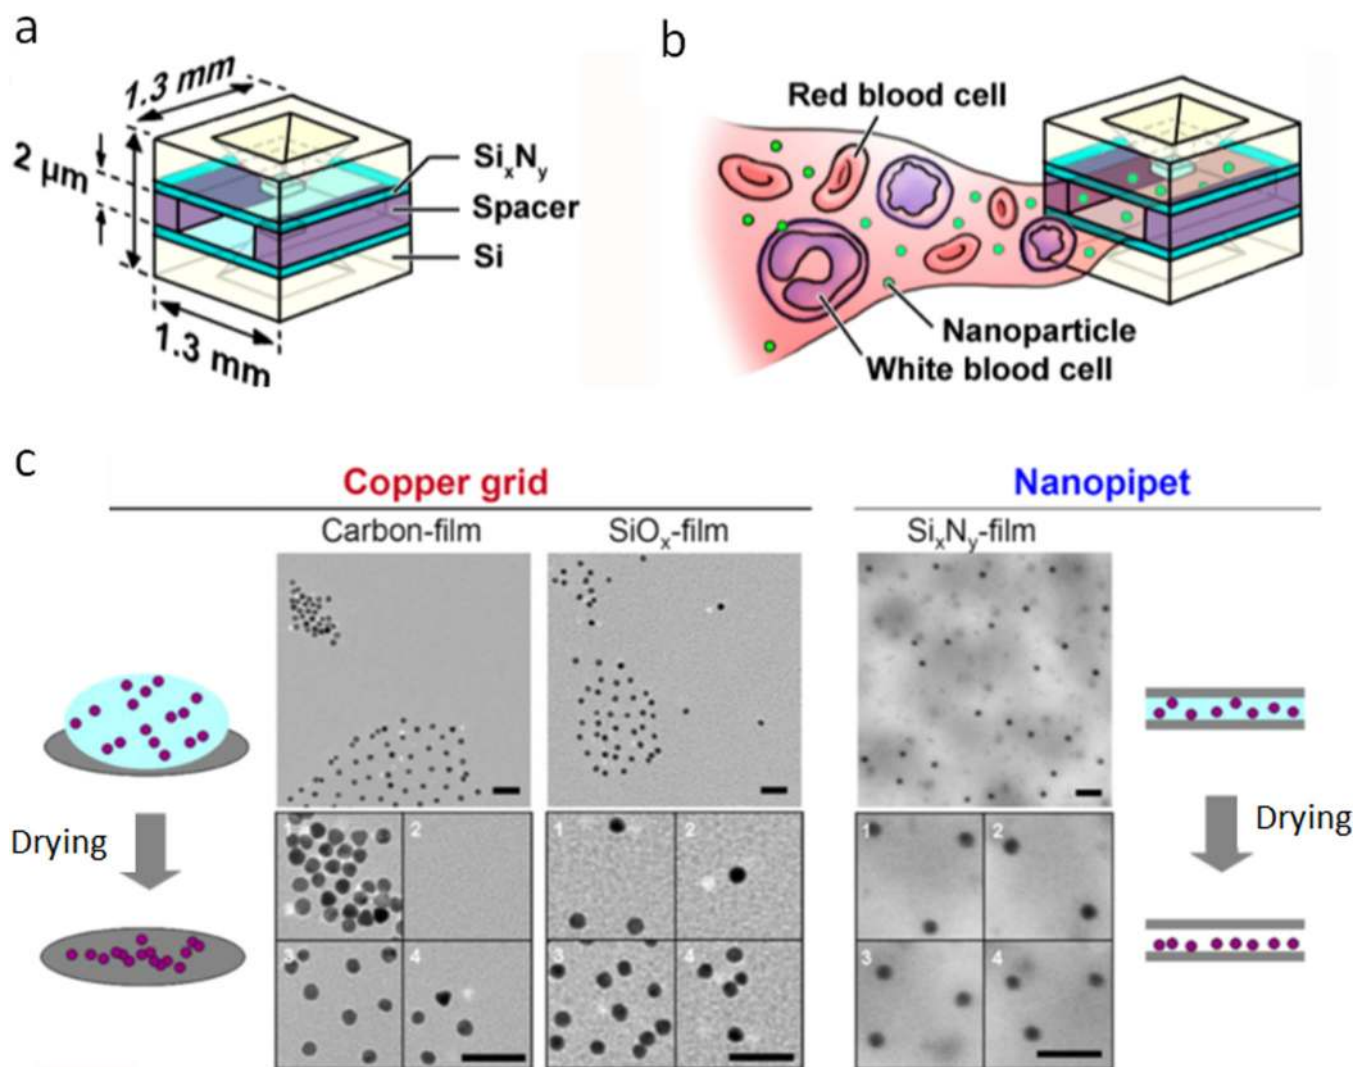 a
1.3 mm
2 µm
SiₓNᵧ
Spacer
Si
1.3 mm
b
Red blood cell
Nanoparticle
White blood cell
c
Copper grid
Nanopipet
Carbon-film
SiOₓ-film
SiₓNᵧ-film
Drying
Drying
1 2
3 4
1 2
3 4
1 2
3 4